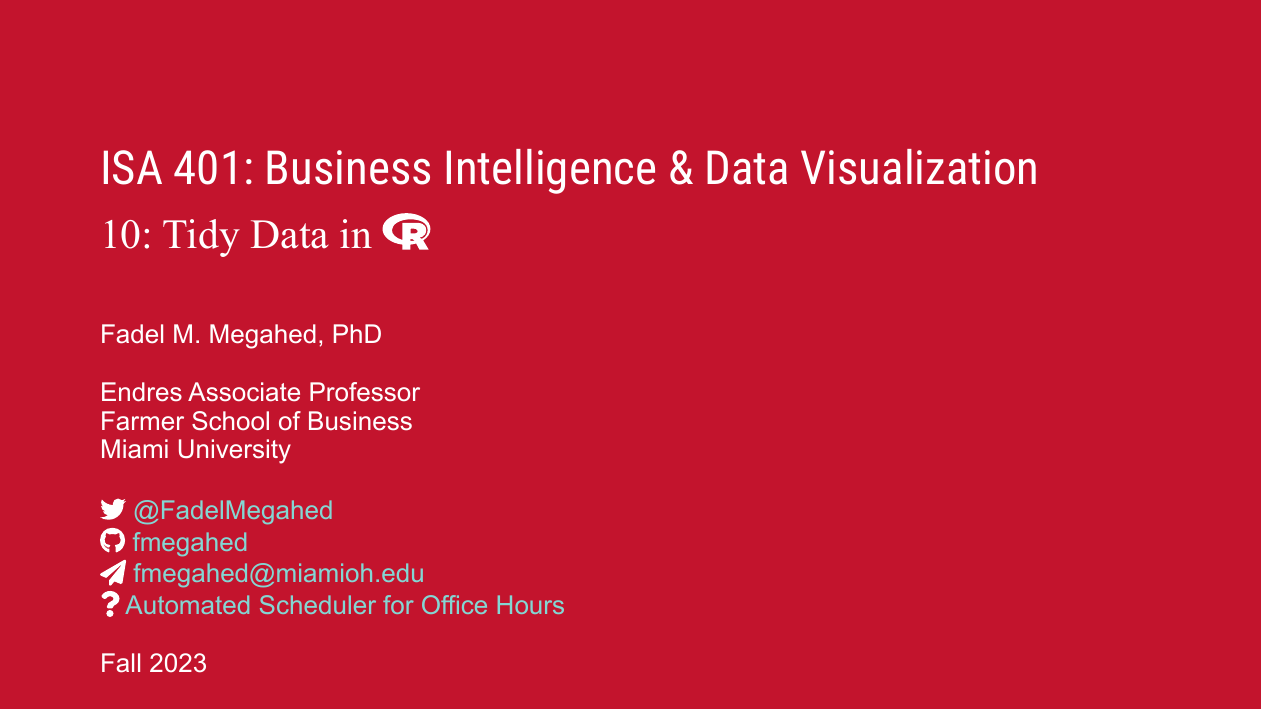 ISA 401: Business Intelligence & Data Visualization
10: Tidy Data in R
Fadel M. Megahed, PhD
Endres Associate Professor
Farmer School of Business
Miami University
@FadelMegahed
fmegahed
fmegahed@miamioh.edu
? Automated Scheduler for Office Hours
Fall 2023